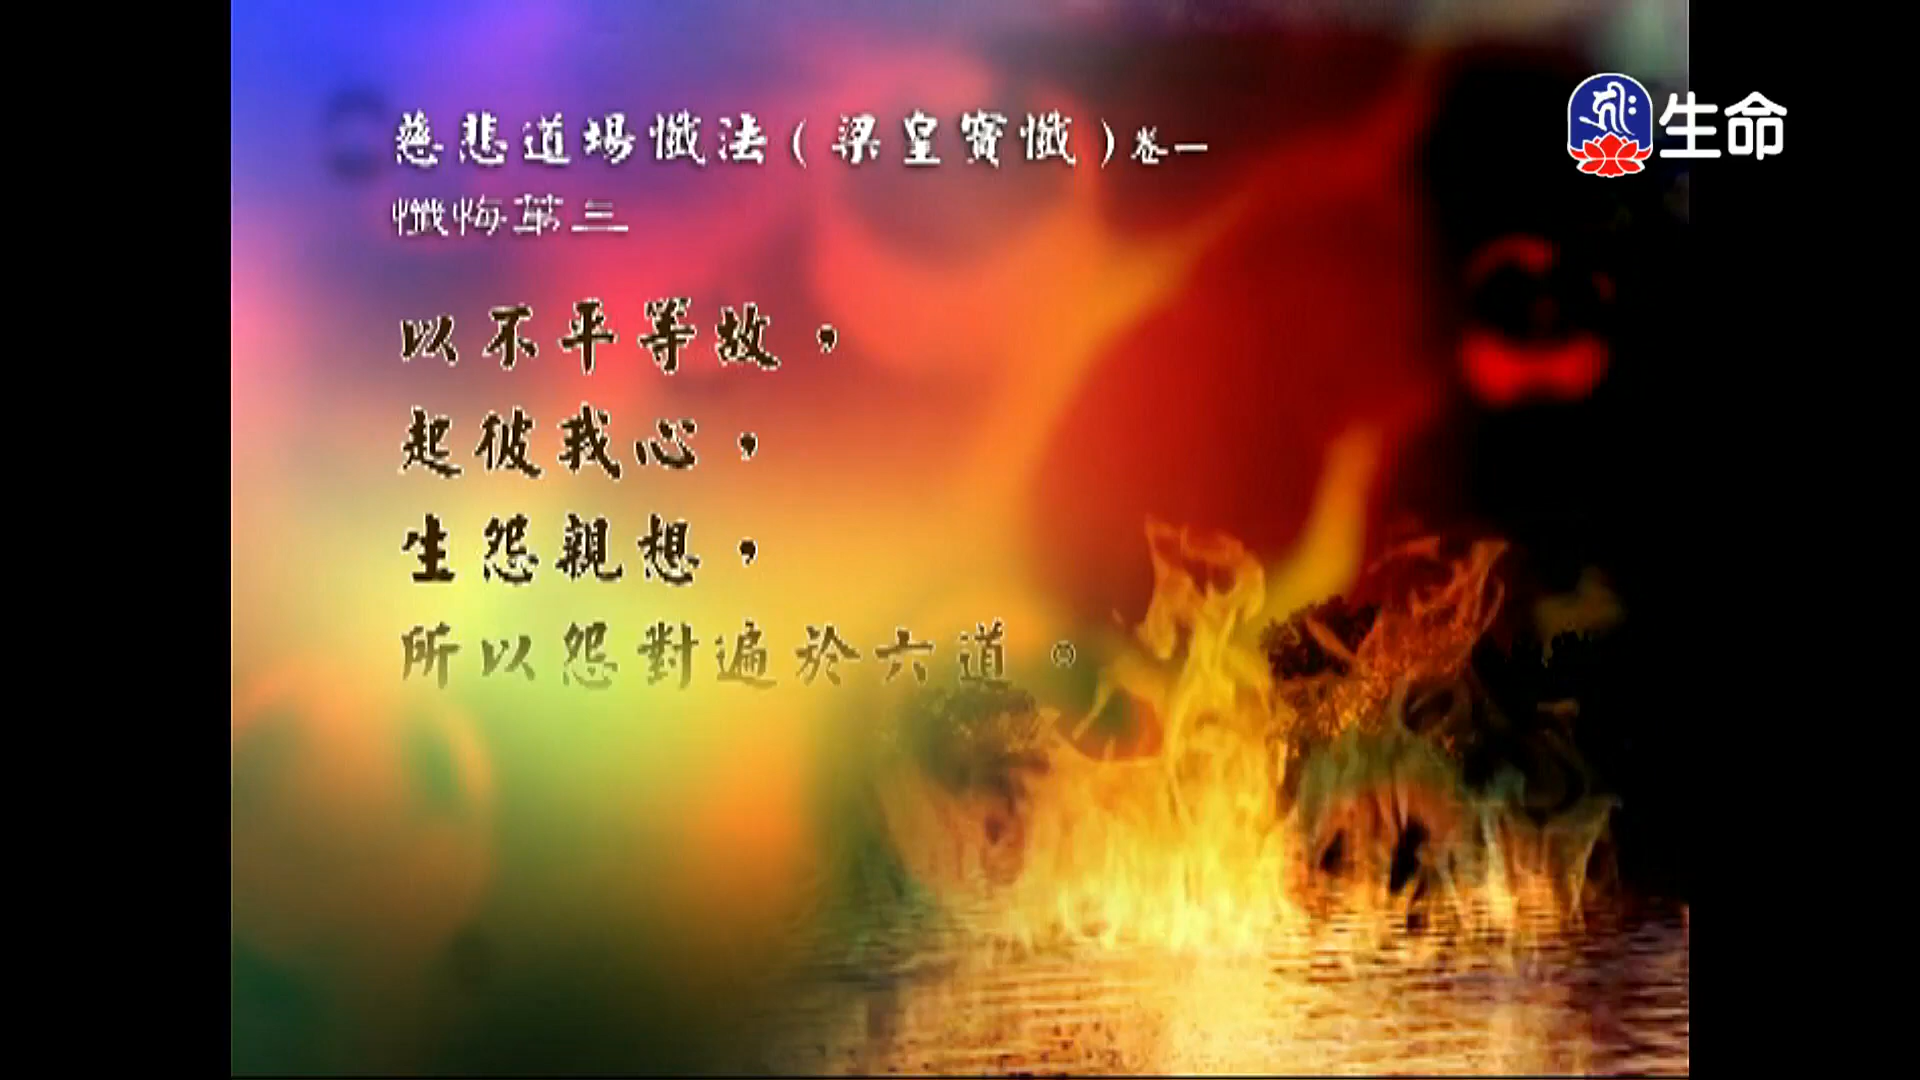 慈悲道場懺法(梁皇寶懺)卷一
懺悔第三
以不平等故，
起彼我心，
生怨親想，
所以怨對遍於六道。
生命